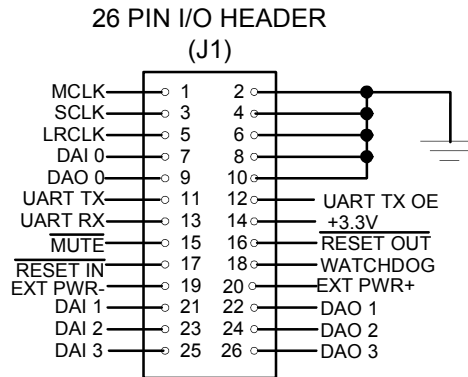 26 PIN I/O HEADER
(J1)
MCLK 1 2
SCLK 3 4
LRCLK 5 6
DAI 0 7 8
DAO 0 9 10
UART TX 11 12 UART TX OE
UART RX 13 14 +3.3V
MUTE 15 16 RESET OUT
RESET IN 17 18 WATCHDOG
EXT PWR- 19 20 EXT PWR+
DAI 1 21 22 DAO 1
DAI 2 23 24 DAO 2
DAI 3 25 26 DAO 3